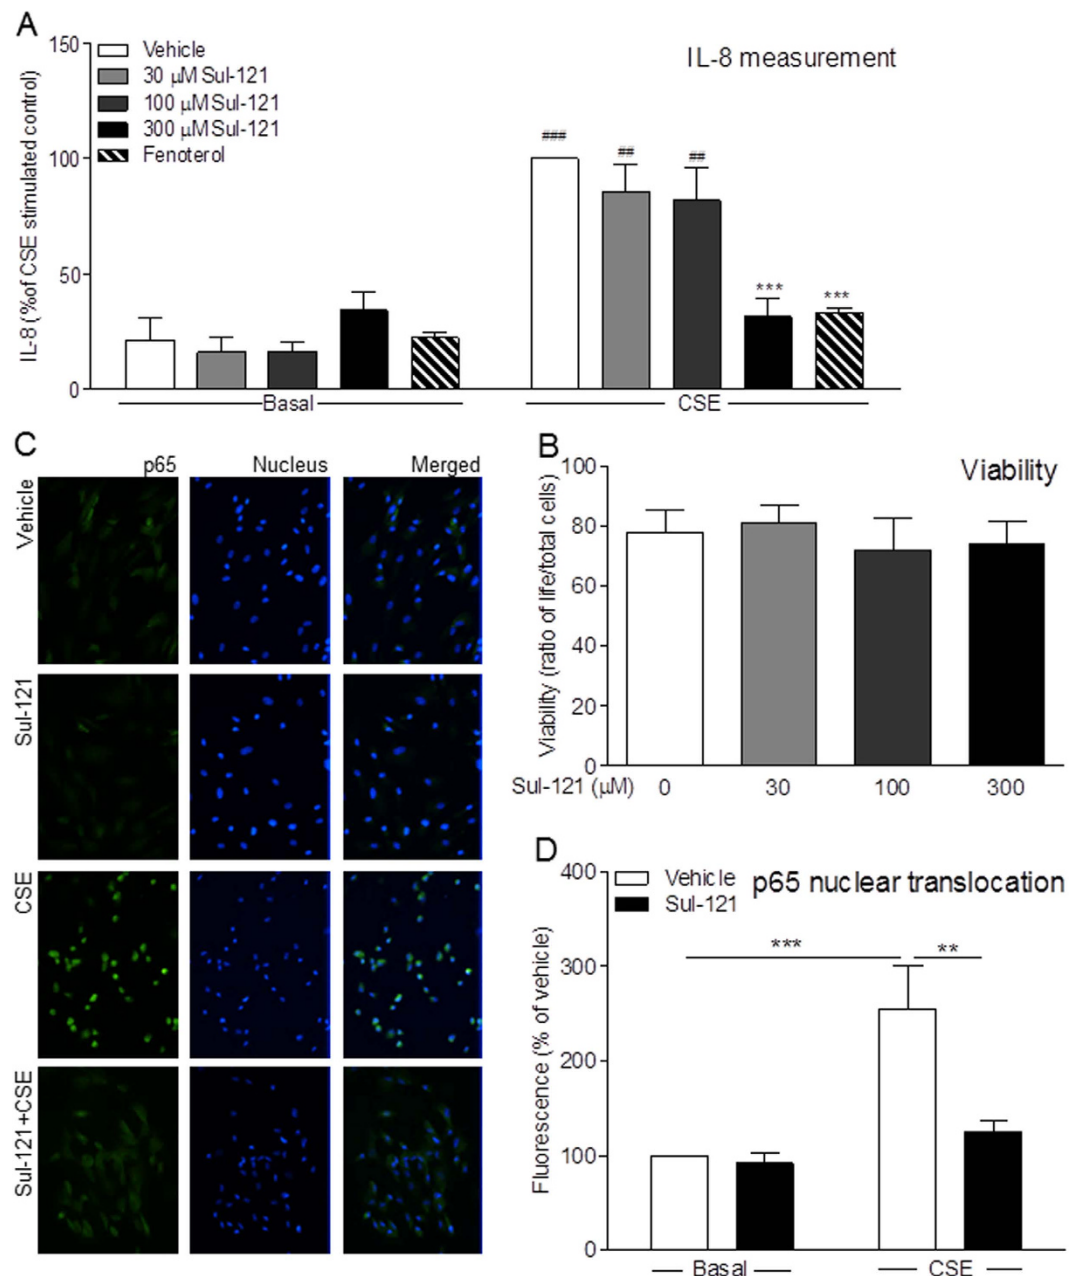 A
IL-8 measurement
IL-8 (%of CSE stimulated control)
150
100
50
0
Vehicle
30 μM Sul-121
100 μM Sul-121
300 μM Sul-121
Fenoterol
###
##
##
***
***
Basal
CSE
C
p65
Nucleus
Merged
Vehicle
Sul-121
CSE
Sul-121+CSE
B
Viability
Viability (ratio of life/total cells)
100
80
60
40
20
0
Sul-121 (μM)
0
30
100
300
D
p65 nuclear translocation
Vehicle
Sul-121
Fluorescence (% of vehicle)
400
300
200
100
0
***
**
Basal
CSE